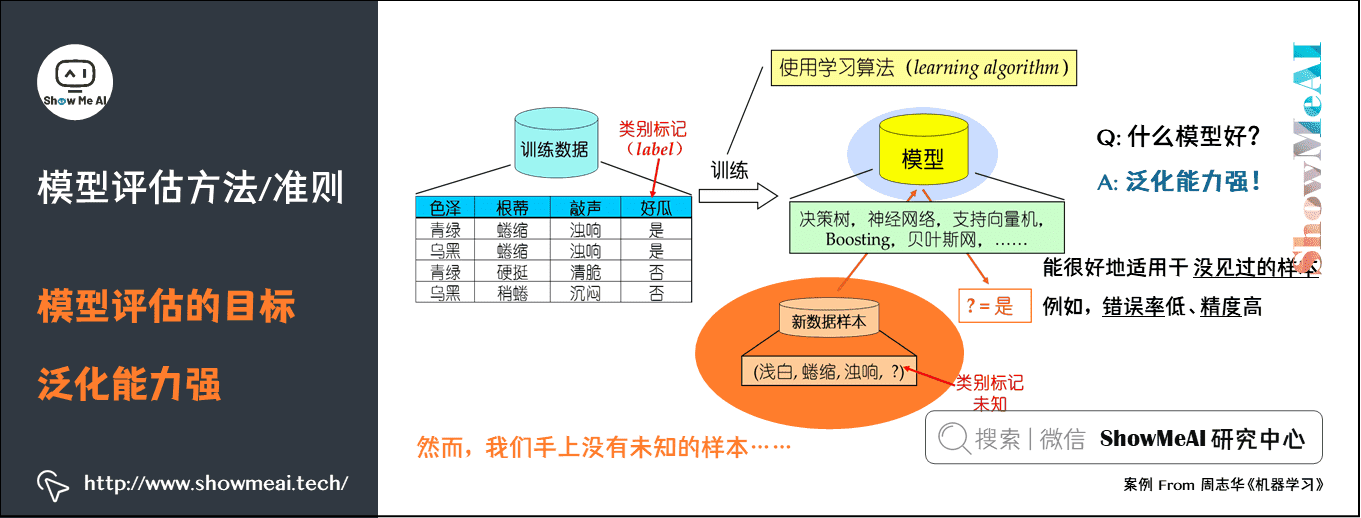 Show Me AI
模型评估方法/准则
模型评估的目标
泛化能力强
http://www.showmeai.tech/
使用学习算法（learning algorithm）
训练数据
类别标记
（label）
训练
模型
色泽 根蒂 敲声 好瓜
青绿 蜷缩 浊响 是
乌黑 蜷缩 浊响 是
青绿 硬挺 清脆 否
乌黑 稍蜷 沉闷 否
决策树，神经网络，支持向量机，
Boosting，贝叶斯网，……
新数据样本
(浅白, 蜷缩, 浊响, ?)
? = 是
类别标记
未知
Q: 什么模型好?
A: 泛化能力强!
能很好地适用于 没见过的样本
例如，错误率低、精度高
然而，我们手上没有未知的样本……
ShowMeAI
搜索 | 微信 ShowMeAI 研究中心
案例 From 周志华《机器学习》